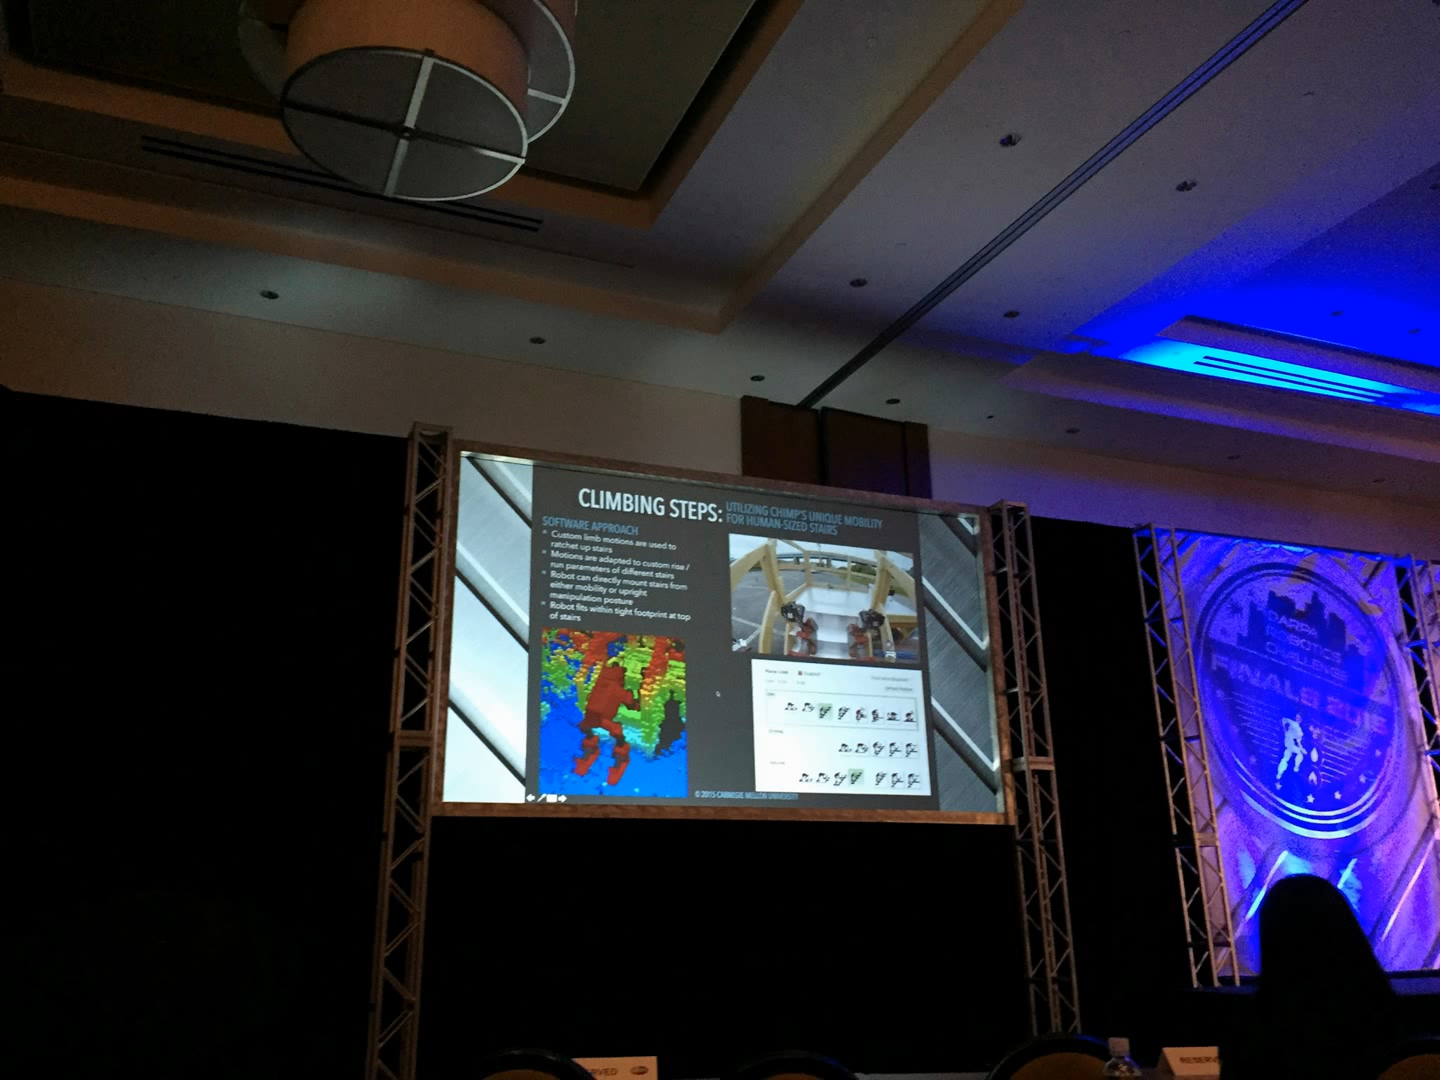 CLIMBING STEPS: UTILIZING CHIMP'S UNIQUE MOBILITY
FOR HUMAN-SIZED STAIRS
SOFTWARE APPROACH
Custom limb motions are used to
ratchet up stairs
Motions are adapted to custom rise /
run parameters of different stairs
Robot can directly mount stairs from
either mobility or upright
manipulation posture
Robot fits within tight footprint at top
of stairs
© 2015 CARNEGIE MELLON UNIVERSITY
DARPA
ROBOTICS
CHALLENGE
FINALS 2015